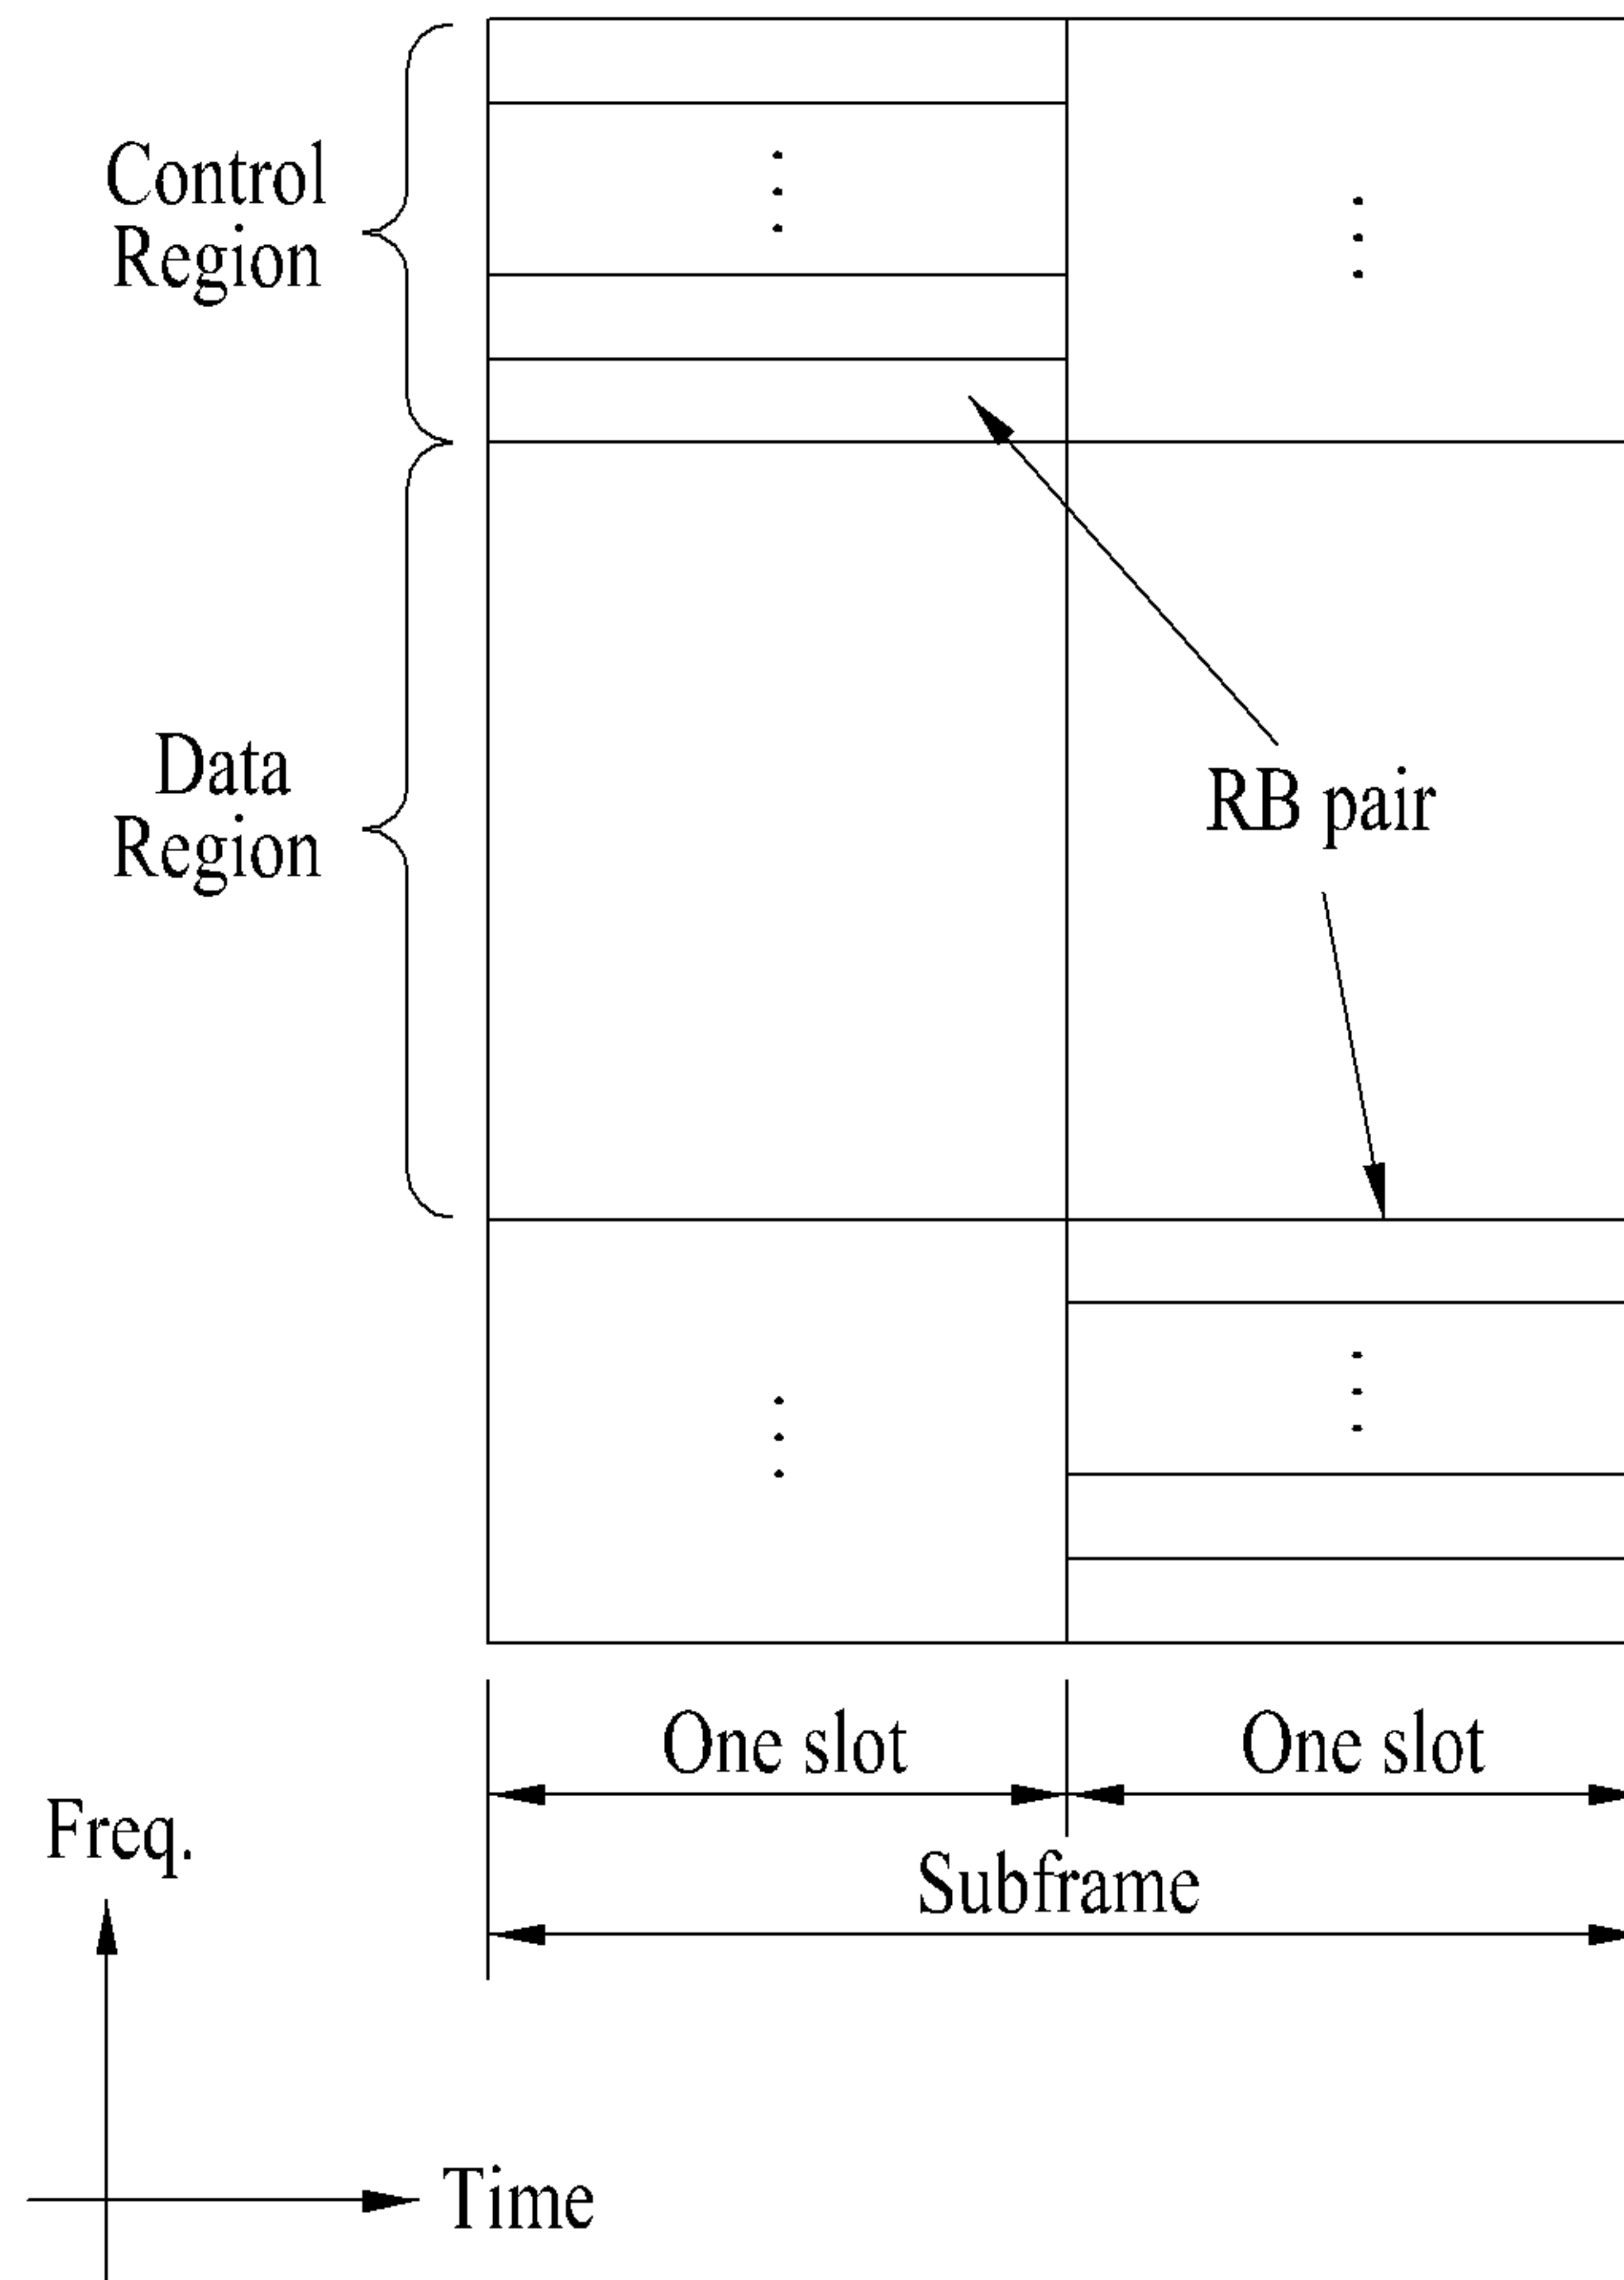 Control
Region
Data
Region
RB pair
One slot
One slot
Subframe
Freq.
Time